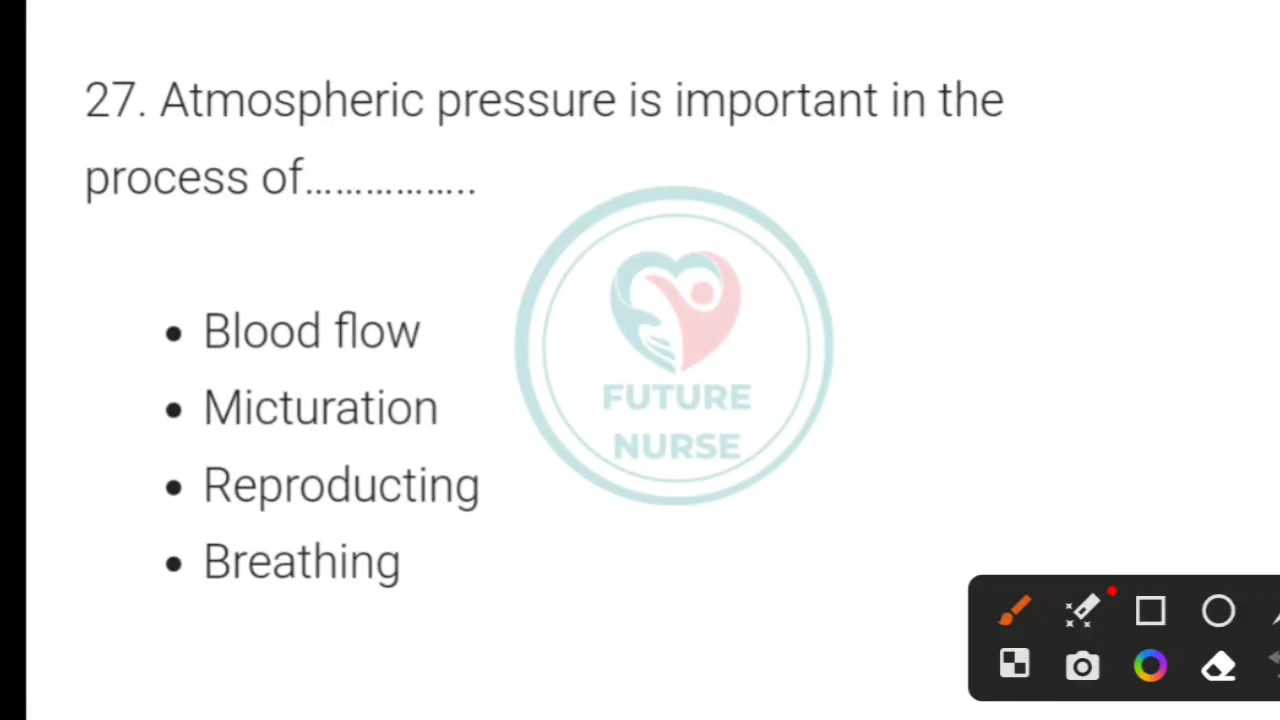 27. Atmospheric pressure is important in the
process of……………..
• Blood flow
• Micturation
• Reproducting
• Breathing
FUTURE
NURSE